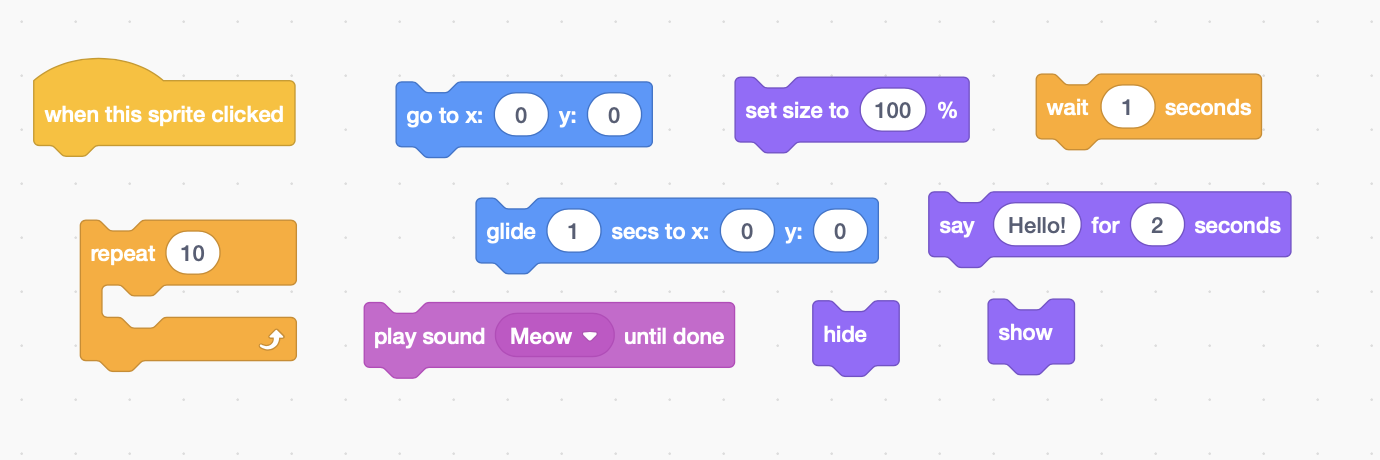 when this sprite clicked
go to x: 0 y: 0
set size to 100 %
wait 1 seconds
repeat 10
glide 1 secs to x: 0 y: 0
say Hello! for 2 seconds
play sound Meow until done
hide
show